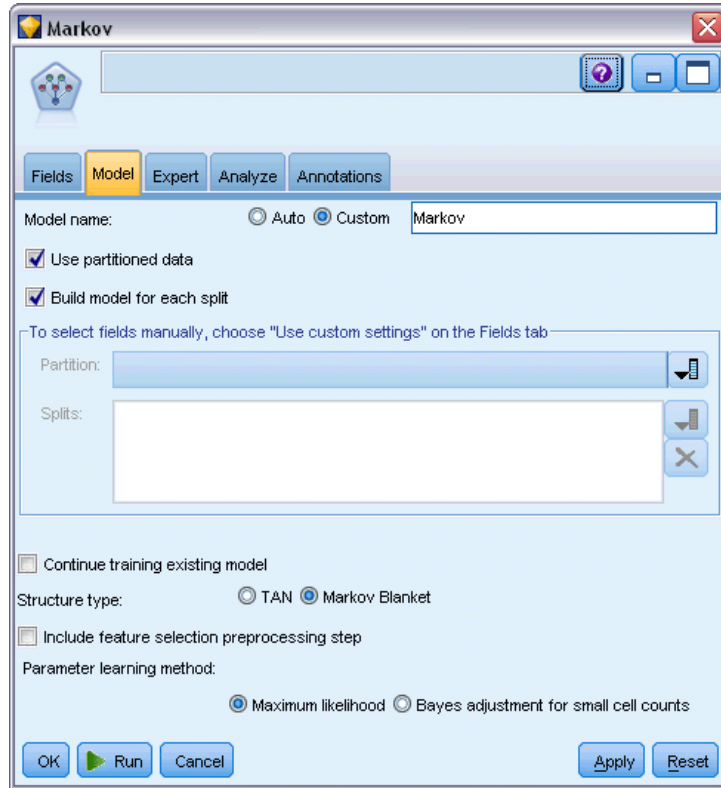 Markov
Fields Model Expert Analyze Annotations
Model name: Auto Custom Markov
Use partitioned data
Build model for each split
To select fields manually, choose "Use custom settings" on the Fields tab
Partition:
Splits:
Continue training existing model
Structure type: TAN Markov Blanket
Include feature selection preprocessing step
Parameter learning method:
Maximum likelihood Bayes adjustment for small cell counts
OK Run Cancel Apply Reset